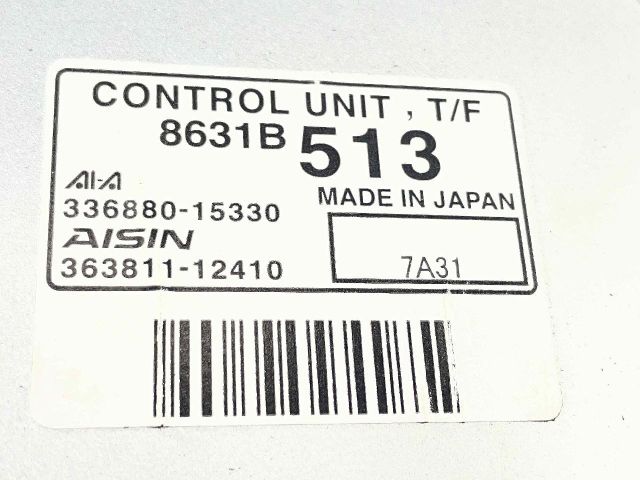 CONTROL UNIT , T/F
8631B 513
AI-A
MADE IN JAPAN
336880-15330
AISIN
363811-12410
7A31